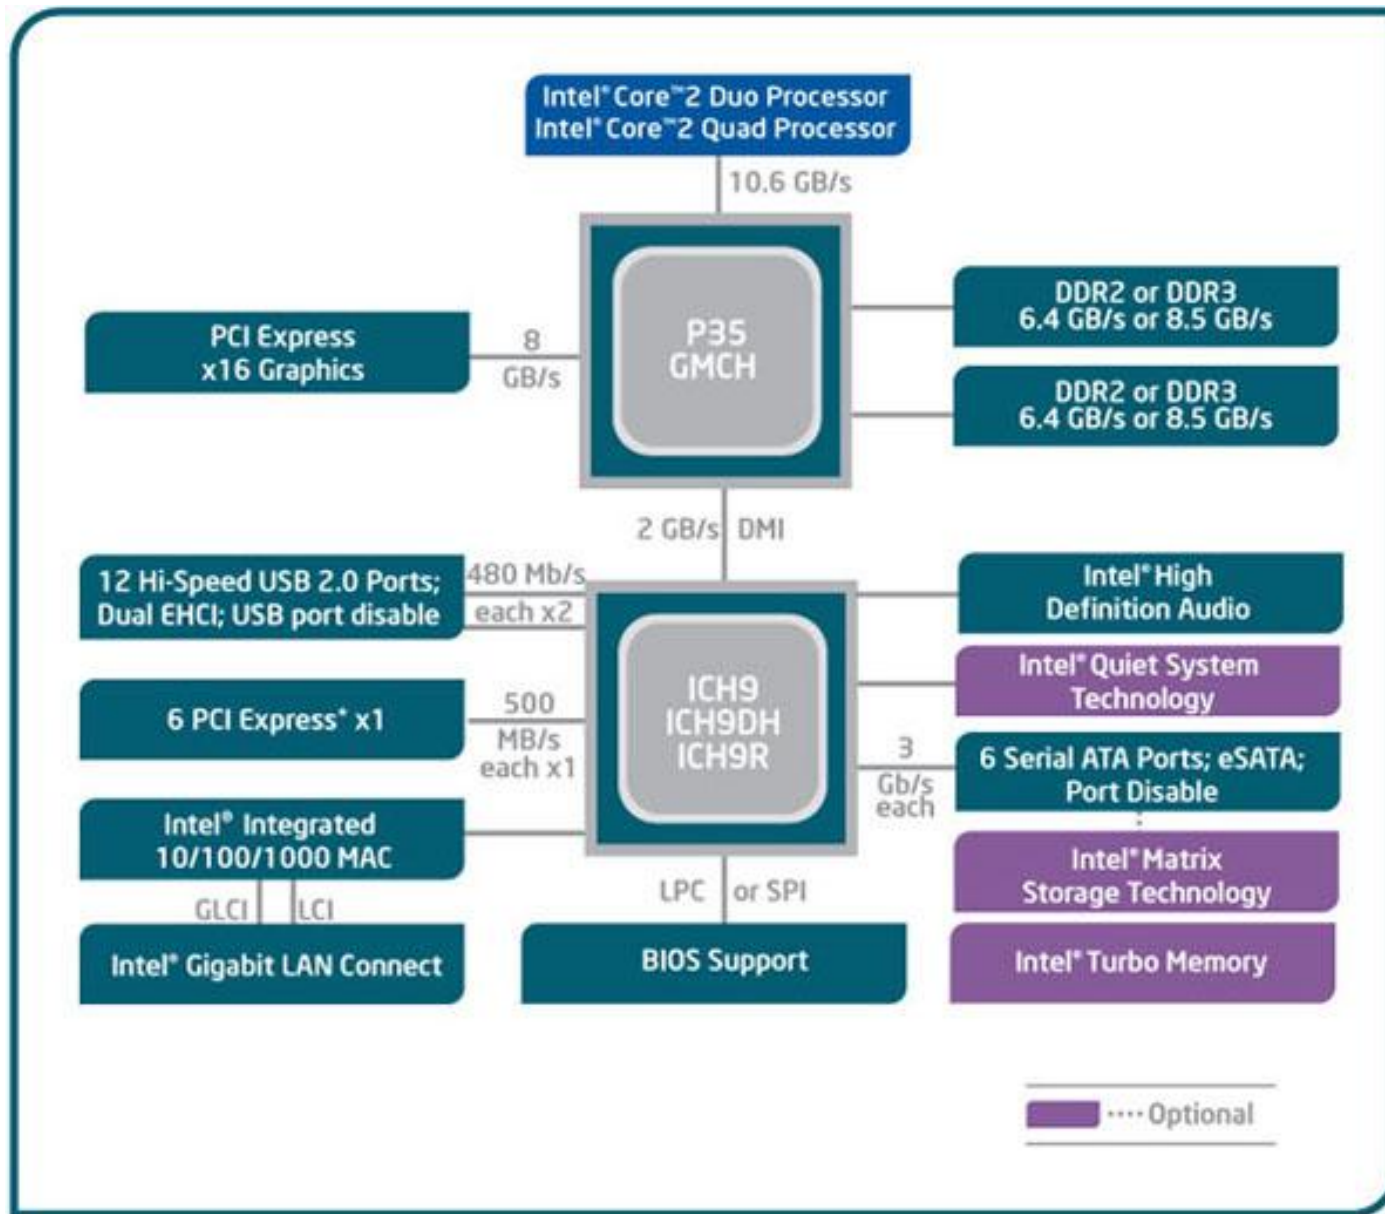 Intel® Core™2 Duo Processor
Intel® Core™2 Quad Processor
10.6 GB/s
P35
GMCH
PCI Express
x16 Graphics
8
GB/s
DDR2 or DDR3
6.4 GB/s or 8.5 GB/s
DDR2 or DDR3
6.4 GB/s or 8.5 GB/s
2 GB/s DMI
12 Hi-Speed USB 2.0 Ports;
Dual EHCI; USB port disable
480 Mb/s
each x2
6 PCI Express* x1
500
MB/s
each x1
Intel® Integrated
10/100/1000 MAC
GLCI LCI
Intel® Gigabit LAN Connect
ICH9
ICH9DH
ICH9R
LPC or SPI
BIOS Support
Intel® High
Definition Audio
Intel® Quiet System
Technology
3
Gb/s
each
6 Serial ATA Ports; eSATA;
Port Disable
Intel® Matrix
Storage Technology
Intel® Turbo Memory
Optional